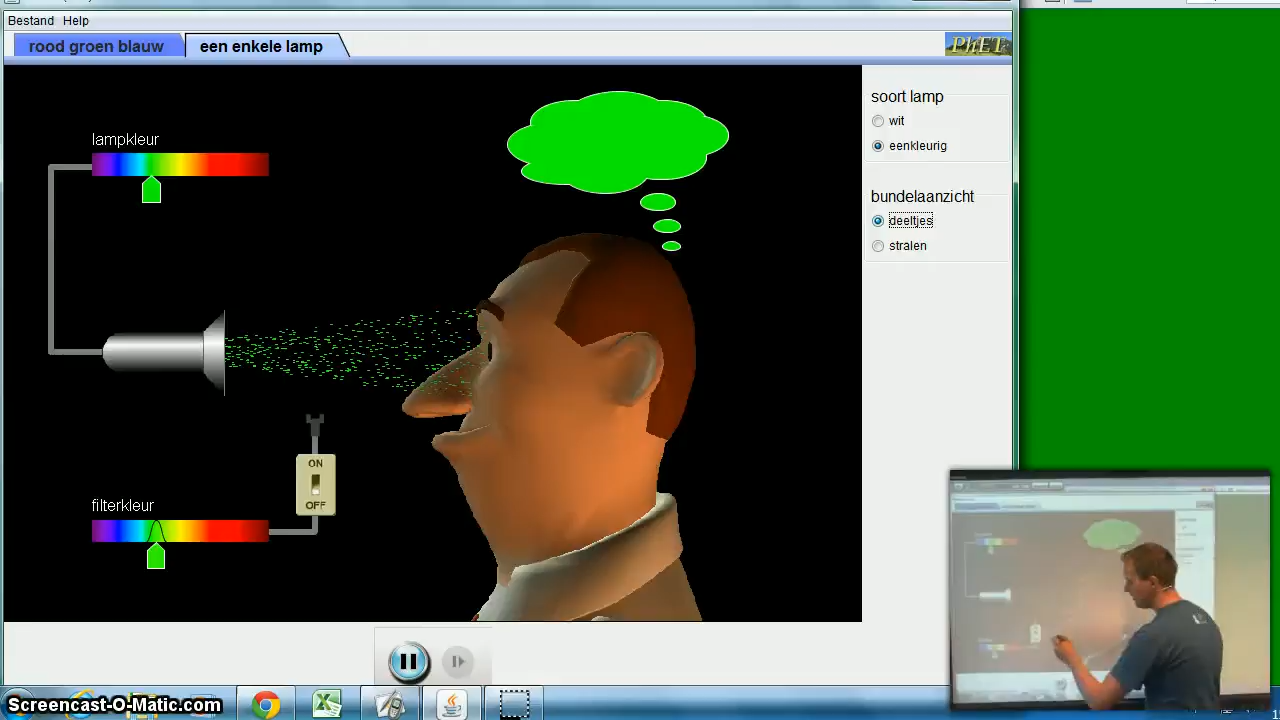 Bestand Help
rood groen blauw een enkele lamp
PhET
soort lamp
wit
eenkleurig
bundelaanzicht
deeltjes
stralen
lampkleur
ON
OFF
filterkleur
Screencast-O-Matic.com